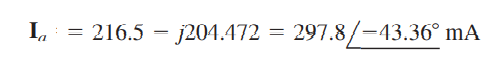 Iₐ = 216.5 − j204.472 = 297.8/−43.36° mA